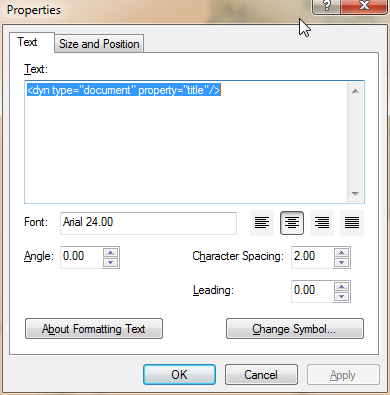 Properties
Text
Size and Position
Text:
<dyn type="document" property="title"/>
Font: Arial 24.00
Angle: 0.00 Character Spacing: 2.00
Leading: 0.00
About Formatting Text Change Symbol...
OK Cancel Apply